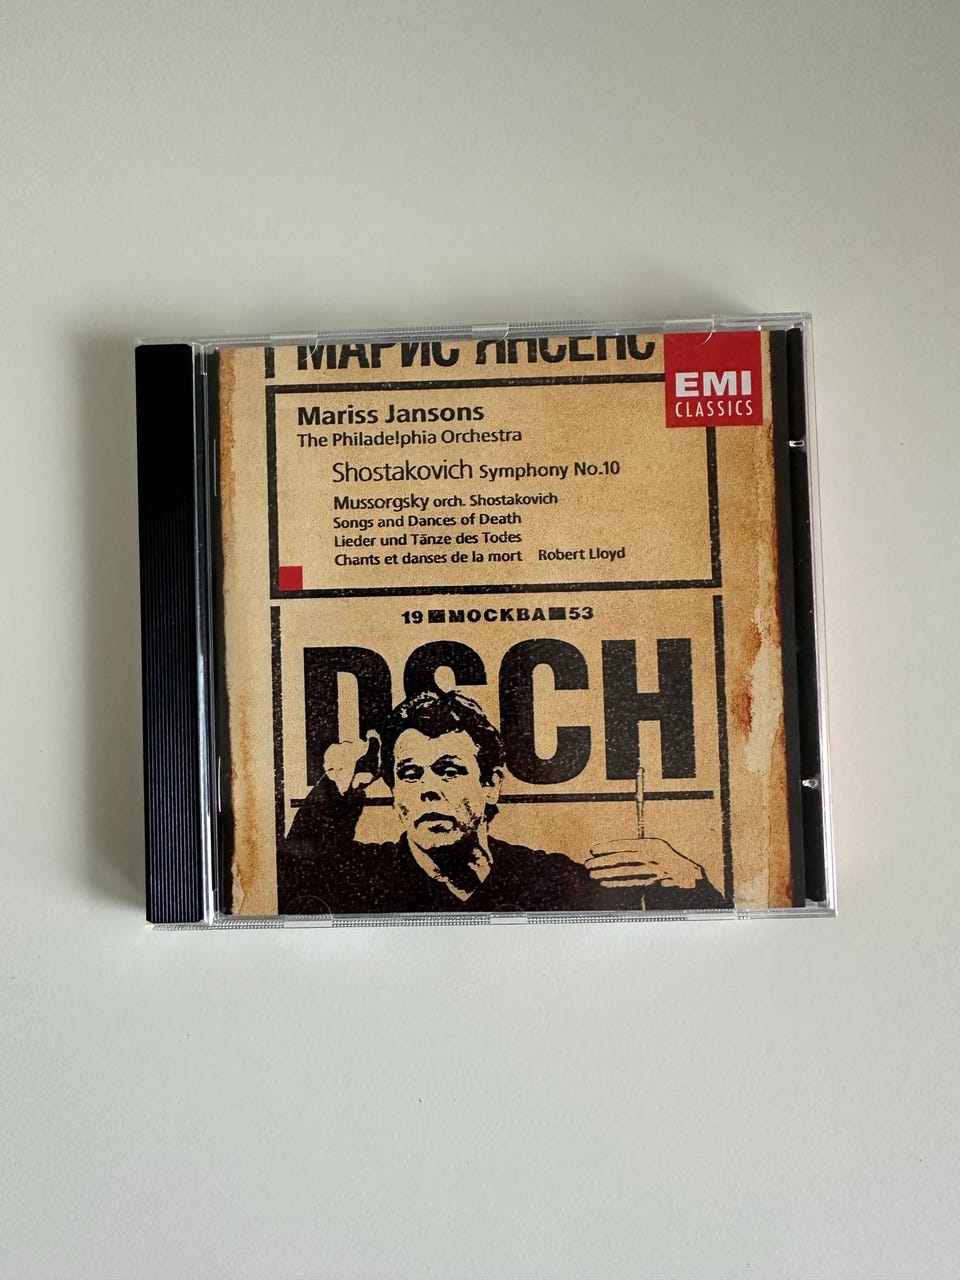 МАРИС ЯНСЕНС
EMI
CLASSICS
Mariss Jansons
The Philadelphia Orchestra
Shostakovich Symphony No.10
Mussorgsky orch. Shostakovich
Songs and Dances of Death
Lieder und Tänze des Todes
Chants et danses de la mort Robert Lloyd
19 МОСКВА 53
DSCH